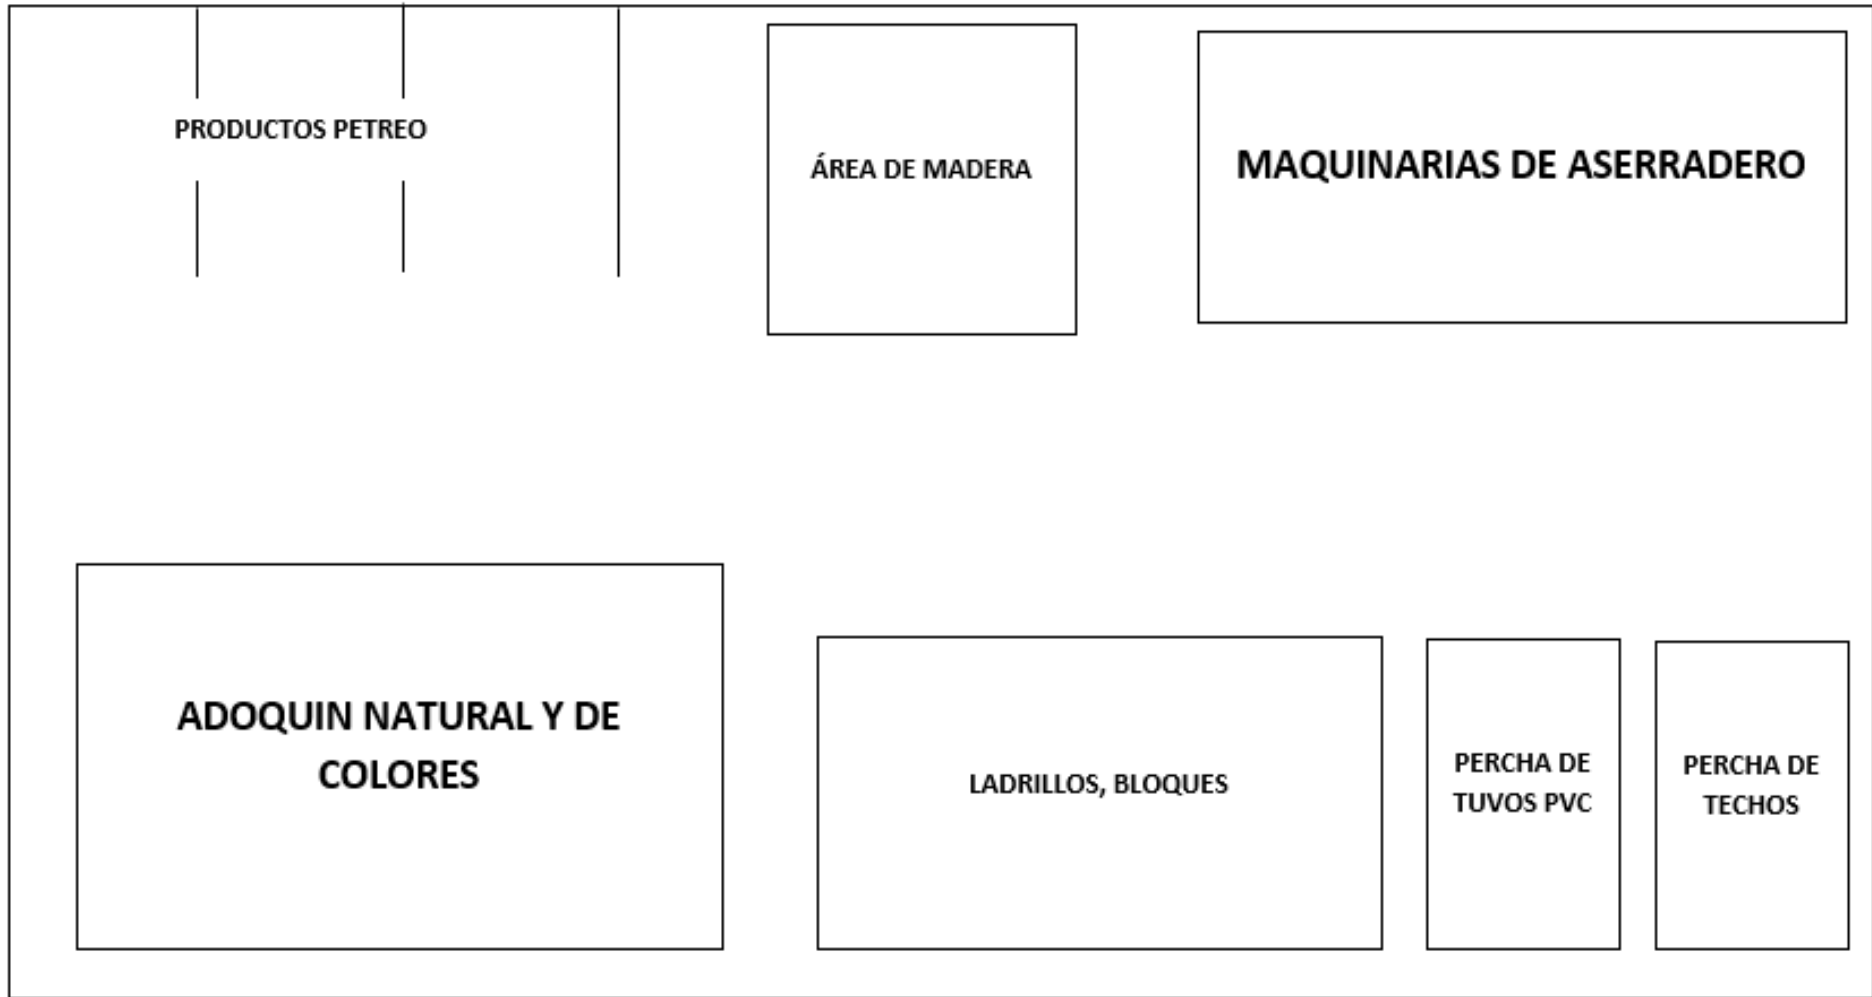 PRODUCTOS PETREO
ÁREA DE MADERA
MAQUINARIAS DE ASERRADERO
ADOQUIN NATURAL Y DE
COLORES
LADRILLOS, BLOQUES
PERCHA DE
TUVOS PVC
PERCHA DE
TECHOS